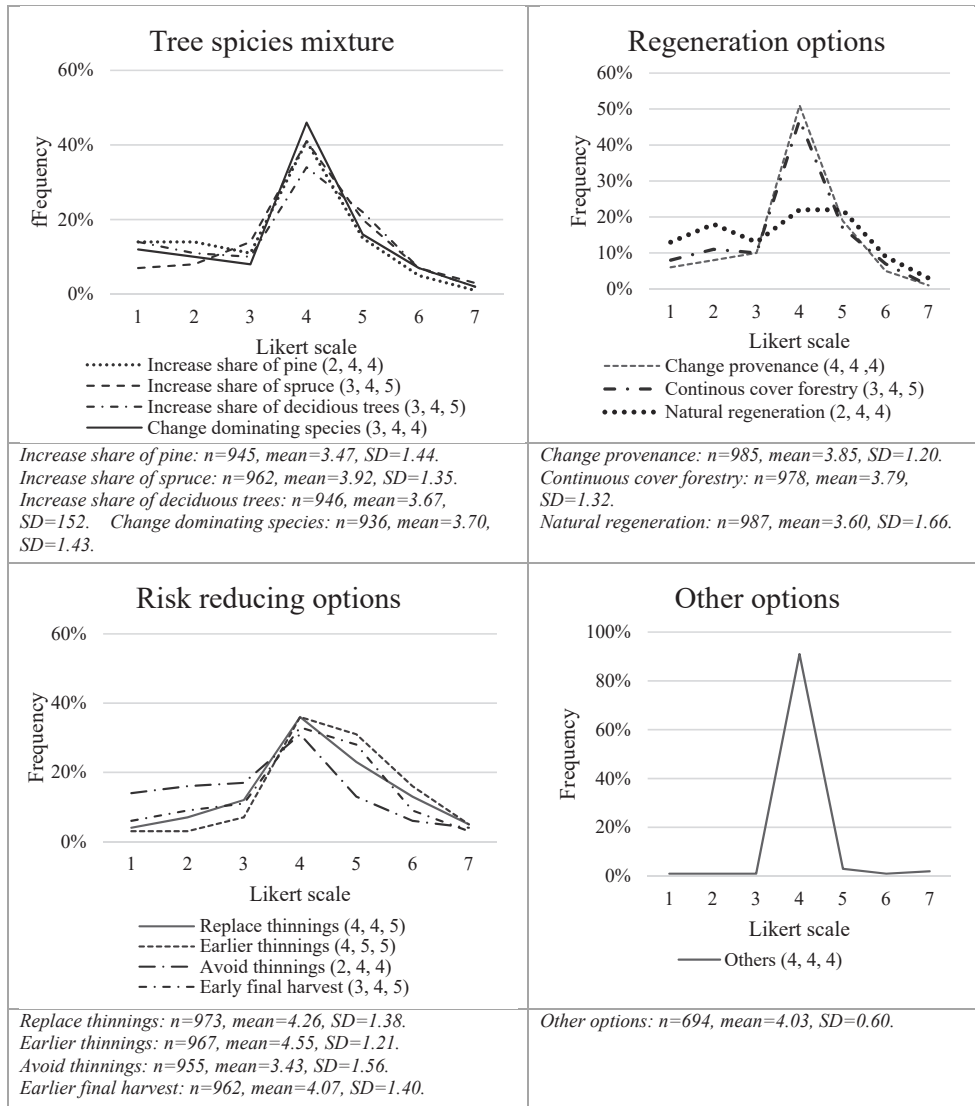 Tree spicies mixture
60%
40%
20%
0%
fFequency
1 2 3 4 5 6 7
Likert scale
Increase share of pine (2, 4, 4)
Increase share of spruce (3, 4, 5)
Increase share of decidious trees (3, 4, 5)
Change dominating species (3, 4, 4)
Increase share of pine: n=945, mean=3.47, SD=1.44.
Increase share of spruce: n=962, mean=3.92, SD=1.35.
Increase share of deciduous trees: n=946, mean=3.67,
SD=152. Change dominating species: n=936, mean=3.70,
SD=1.43.
Regeneration options
60%
50%
40%
30%
20%
10%
0%
Frequency
1 2 3 4 5 6 7
Likert scale
Change provenance (4, 4 ,4)
Continous cover forestry (3, 4, 5)
Natural regeneration (2, 4, 4)
Change provenance: n=985, mean=3.85, SD=1.20.
Continuous cover forestry: n=978, mean=3.79,
SD=1.32.
Natural regeneration: n=987, mean=3.60, SD=1.66.
Risk reducing options
60%
40%
20%
0%
Frequency
1 2 3 4 5 6 7
Likert scale
Replace thinnings (4, 4, 5)
Earlier thinnings (4, 5, 5)
Avoid thinnings (2, 4, 4)
Early final harvest (3, 4, 5)
Replace thinnings: n=973, mean=4.26, SD=1.38.
Earlier thinnings: n=967, mean=4.55, SD=1.21.
Avoid thinnings: n=955, mean=3.43, SD=1.56.
Earlier final harvest: n=962, mean=4.07, SD=1.40.
Other options
100%
80%
60%
40%
20%
0%
Frequency
1 2 3 4 5 6 7
Likert scale
Others (4, 4, 4)
Other options: n=694, mean=4.03, SD=0.60.